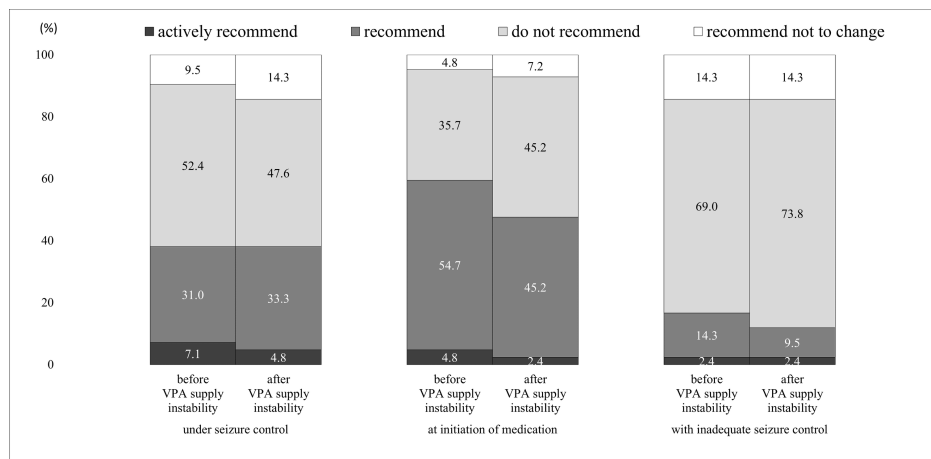 (%)
actively recommend recommend do not recommend recommend not to change
100
80
60
40
20
0
9.5
52.4
31.0
7.1
14.3
47.6
33.3
4.8
4.8
35.7
54.7
4.8
7.2
45.2
45.2
2.4
14.3
69.0
14.3
2.4
14.3
73.8
9.5
2.4
before
VPA supply
instability
after
VPA supply
instability
before
VPA supply
instability
after
VPA supply
instability
before
VPA supply
instability
after
VPA supply
instability
under seizure control
at initiation of medication
with inadequate seizure control